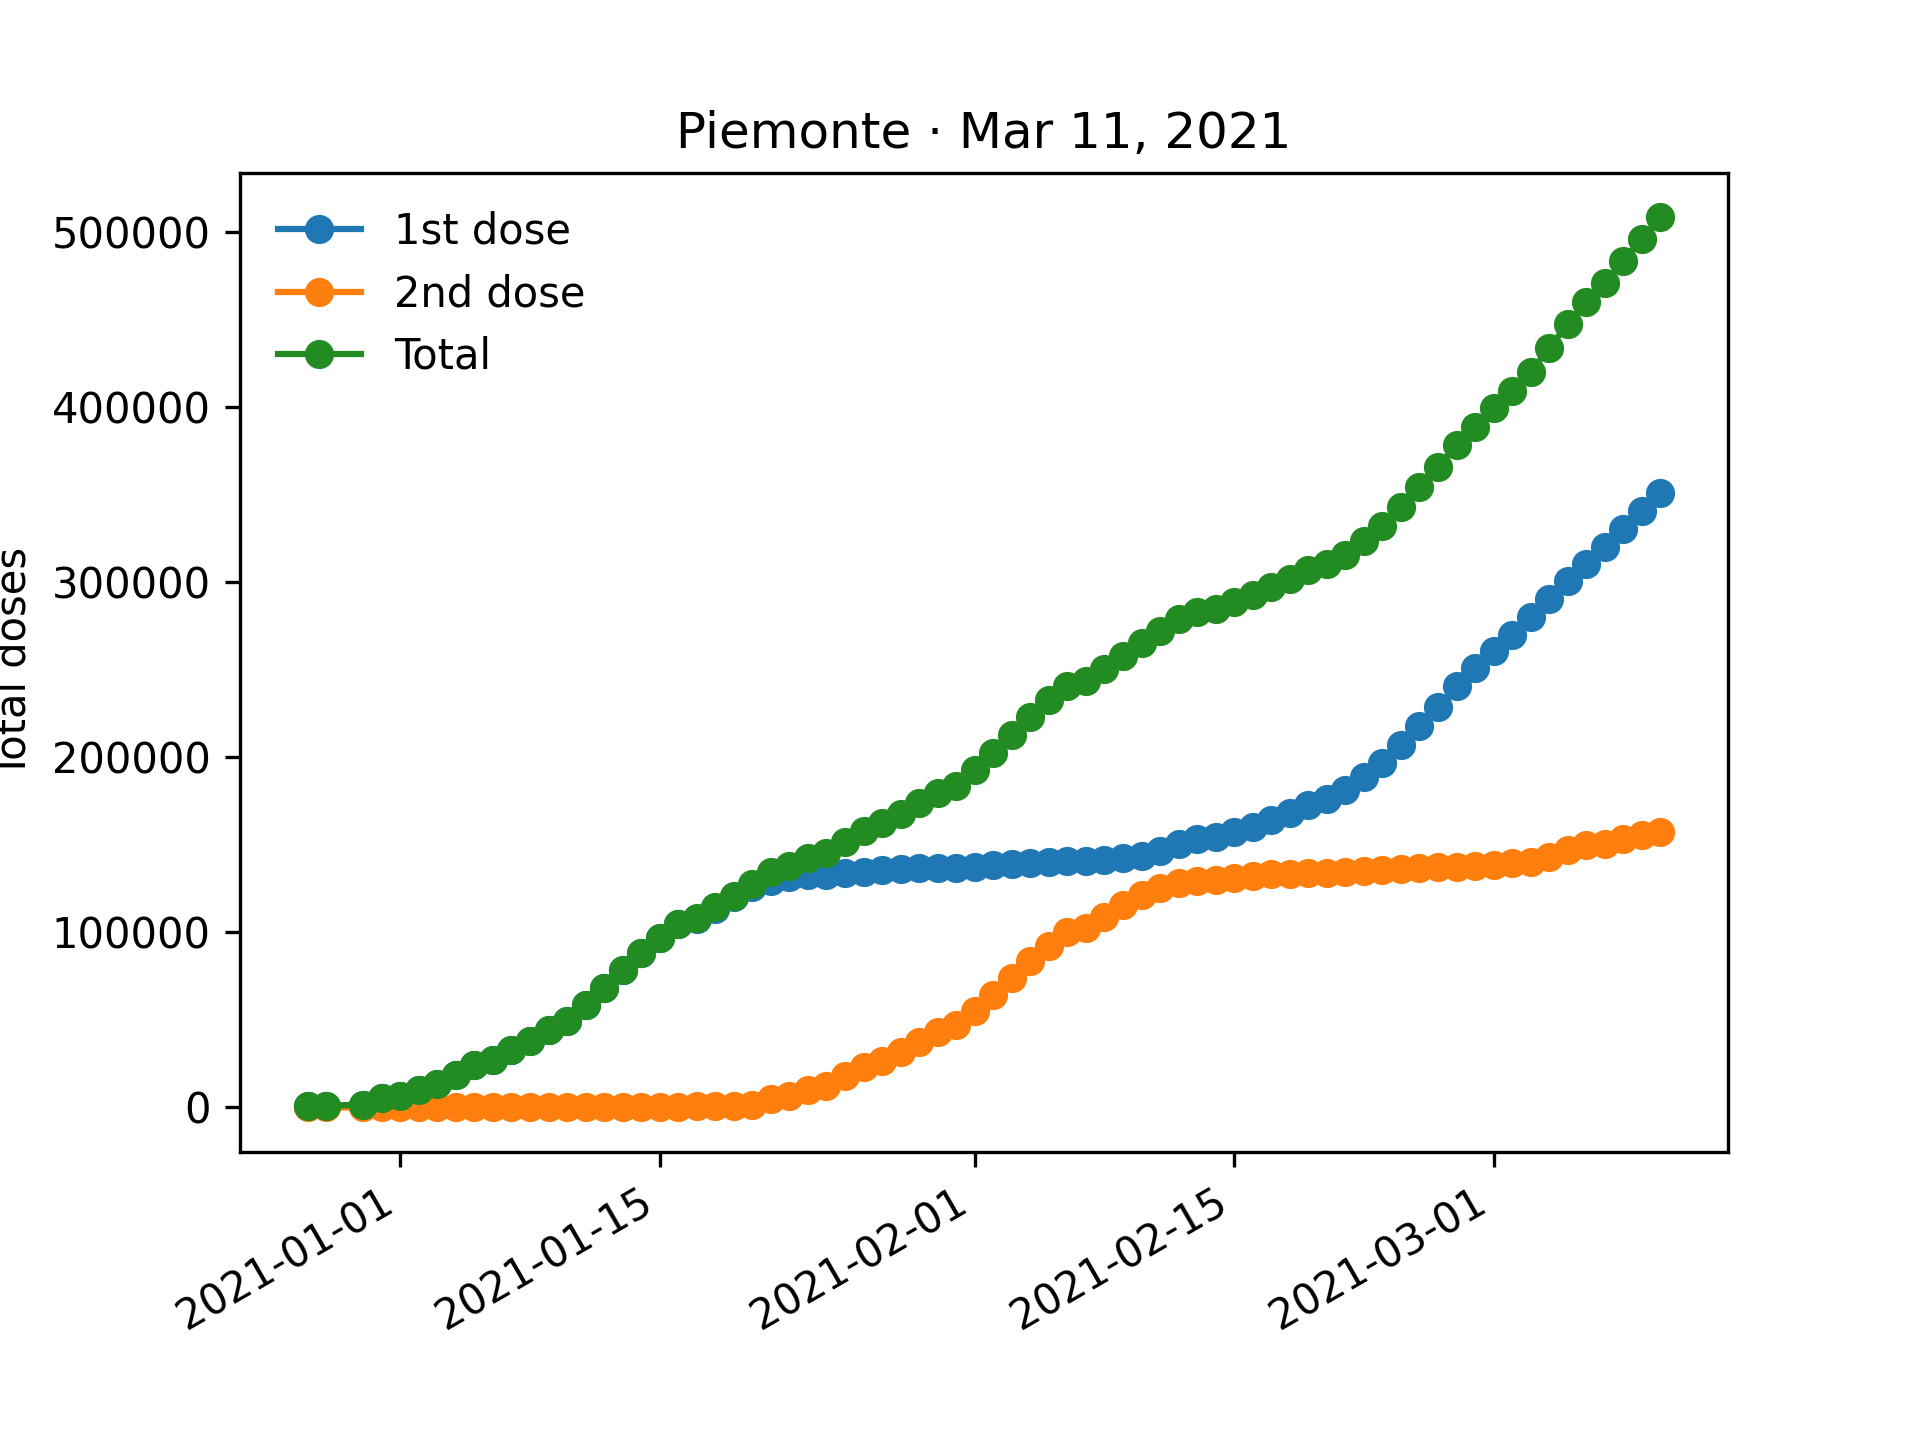 Piemonte · Mar 11, 2021
1st dose
2nd dose
Total
500000
400000
300000
200000
100000
0
Total doses
2021-01-01
2021-01-15
2021-02-01
2021-02-15
2021-03-01